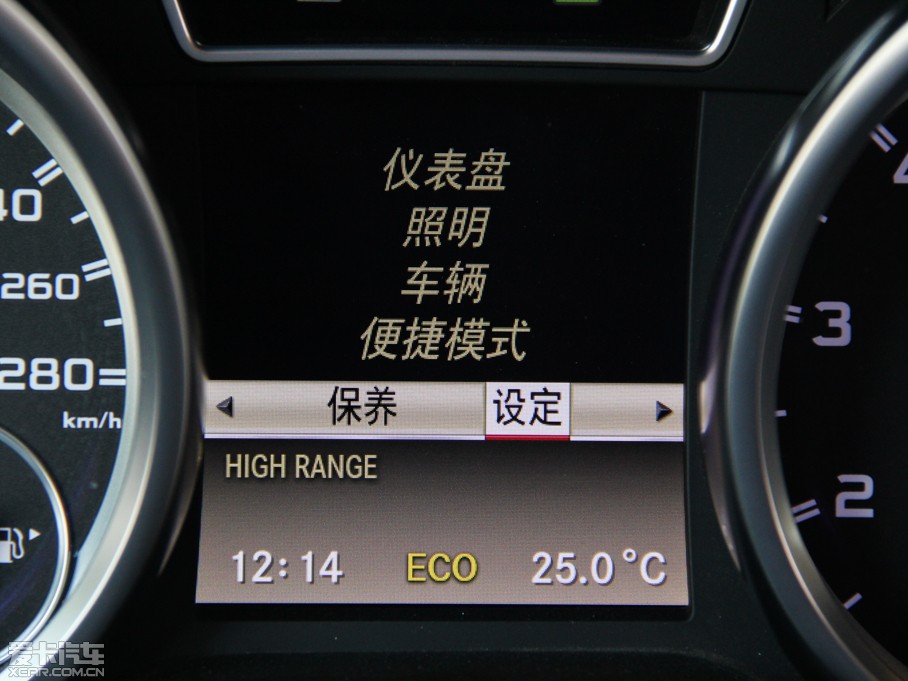 仪表盘
照明
车辆
便捷模式
保养 设定
HIGH RANGE
12:14 ECO 25.0°C
40
260
280
km/h
3
2
爱卡汽车
XCAR.COM.CN